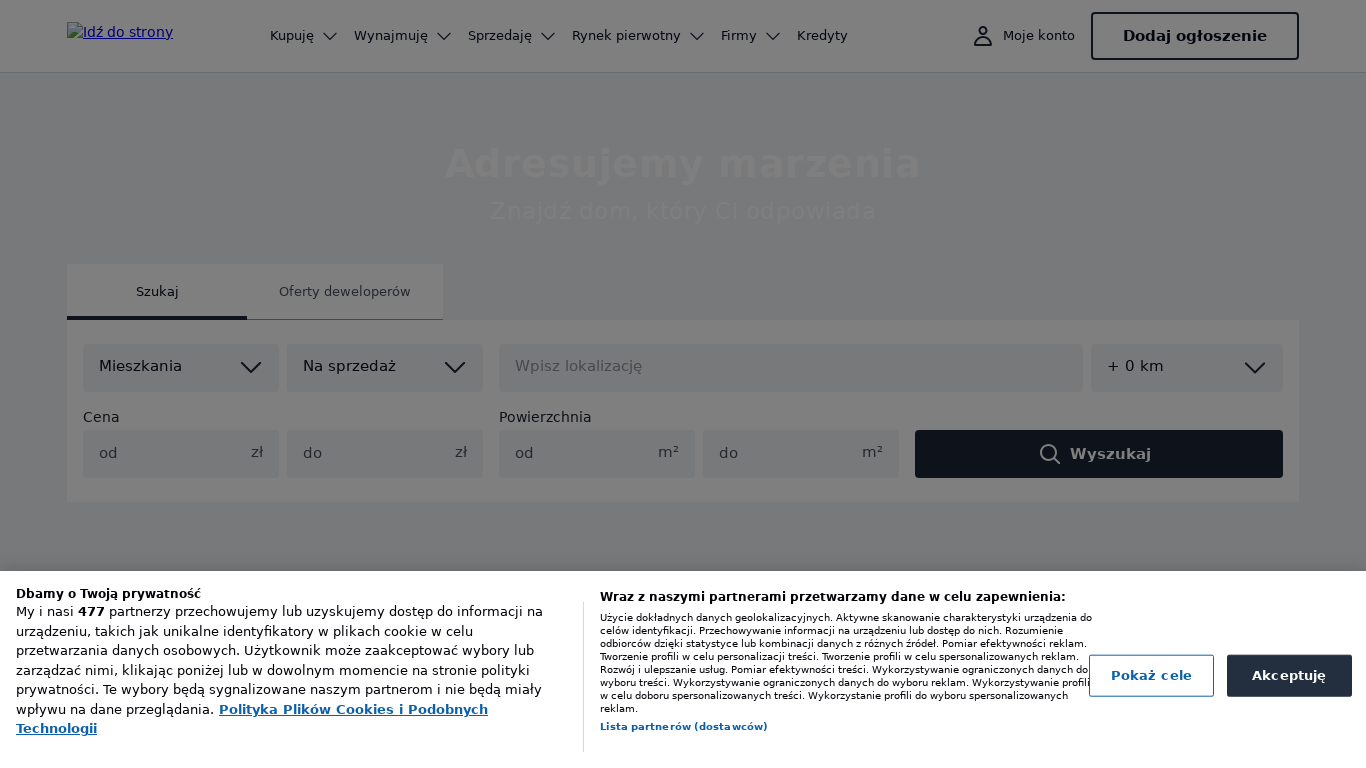 Idź do strony
Kupuję
Wynajmuję
Sprzedaję
Rynek pierwotny
Firmy
Kredyty
Moje konto
Dodaj ogłoszenie
Adresujemy marzenia
Znajdź dom, który Ci odpowiada
Szukaj
Oferty deweloperów
Mieszkania
Na sprzedaż
Wpisz lokalizację
+ 0 km
Cena
Powierzchnia
od zł
do zł
od m²
do m²
Wyszukaj
Dbamy o Twoją prywatność
My i nasi 477 partnerzy przechowujemy lub uzyskujemy dostęp do informacji na
urządzeniu, takich jak unikalne identyfikatory w plikach cookie w celu
przetwarzania danych osobowych. Użytkownik może zaakceptować wybory lub
zarządzać nimi, klikając poniżej lub w dowolnym momencie na stronie polityki
prywatności. Te wybory będą sygnalizowane naszym partnerom i nie będą miały
wpływu na dane przeglądania. Polityka Plików Cookies i Podobnych
Technologii
Wraz z naszymi partnerami przetwarzamy dane w celu zapewnienia:
Użycie dokładnych danych geolokalizacyjnych. Aktywne skanowanie charakterystyki urządzenia do
celów identyfikacji. Przechowywanie informacji na urządzeniu lub dostęp do nich. Rozumienie
odbiorców dzięki statystyce lub kombinacji danych z różnych źródeł. Pomiar efektywności reklam.
Tworzenie profili w celu personalizacji treści. Tworzenie profili w celu spersonalizowanych reklam.
Rozwój i ulepszanie usług. Pomiar efektywności treści. Wykorzystywanie ograniczonych danych do
wyboru treści. Wykorzystywanie ograniczonych danych do wyboru reklam. Wykorzystywanie profili
w celu doboru spersonalizowanych treści. Wykorzystanie profili do wyboru spersonalizowanych
reklam.
Lista partnerów (dostawców)
Pokaż cele
Akceptuję